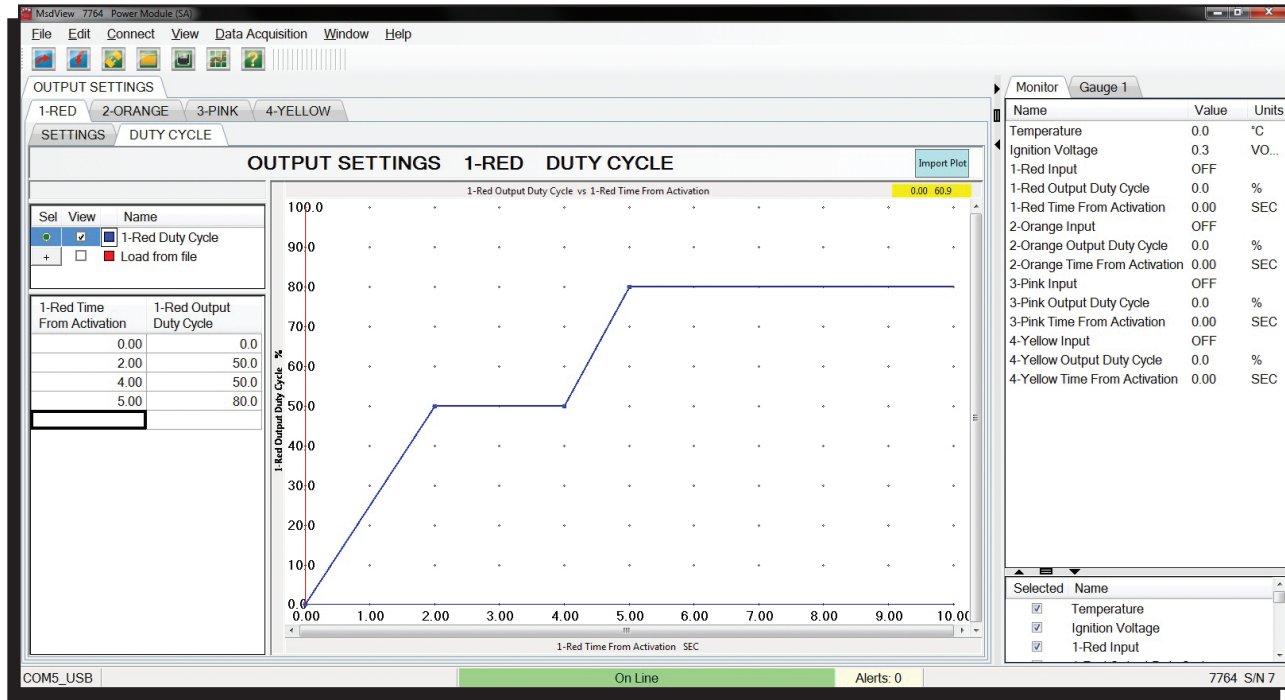 MsdView 7764 Power Module (SA)
File Edit Connect View Data Acquisition Window Help
OUTPUT SETTINGS
1-RED 2-ORANGE 3-PINK 4-YELLOW
SETTINGS DUTY CYCLE
OUTPUT SETTINGS 1-RED DUTY CYCLE
Import Plot
Sel View Name
1-Red Duty Cycle
+ Load from file
1-Red Time From Activation 1-Red Output Duty Cycle
0.00 0.0
2.00 50.0
4.00 50.0
5.00 80.0
1-Red Output Duty Cycle vs 1-Red Time From Activation
0.00 60.9
1-Red Output Duty Cycle %
100.0
90.0
80.0
70.0
60.0
50.0
40.0
30.0
20.0
10.0
0.0
0.00 1.00 2.00 3.00 4.00 5.00 6.00 7.00 8.00 9.00 10.00
1-Red Time From Activation SEC
Monitor Gauge 1
Name Value Units
Temperature 0.0 °C
Ignition Voltage 0.3 VO...
1-Red Input OFF
1-Red Output Duty Cycle 0.0 %
1-Red Time From Activation 0.00 SEC
2-Orange Input OFF
2-Orange Output Duty Cycle 0.0 %
2-Orange Time From Activation 0.00 SEC
3-Pink Input OFF
3-Pink Output Duty Cycle 0.0 %
3-Pink Time From Activation 0.00 SEC
4-Yellow Input OFF
4-Yellow Output Duty Cycle 0.0 %
4-Yellow Time From Activation 0.00 SEC
Selected Name
Temperature
Ignition Voltage
1-Red Input
COM5_USB On Line Alerts: 0 7764 S/N 7